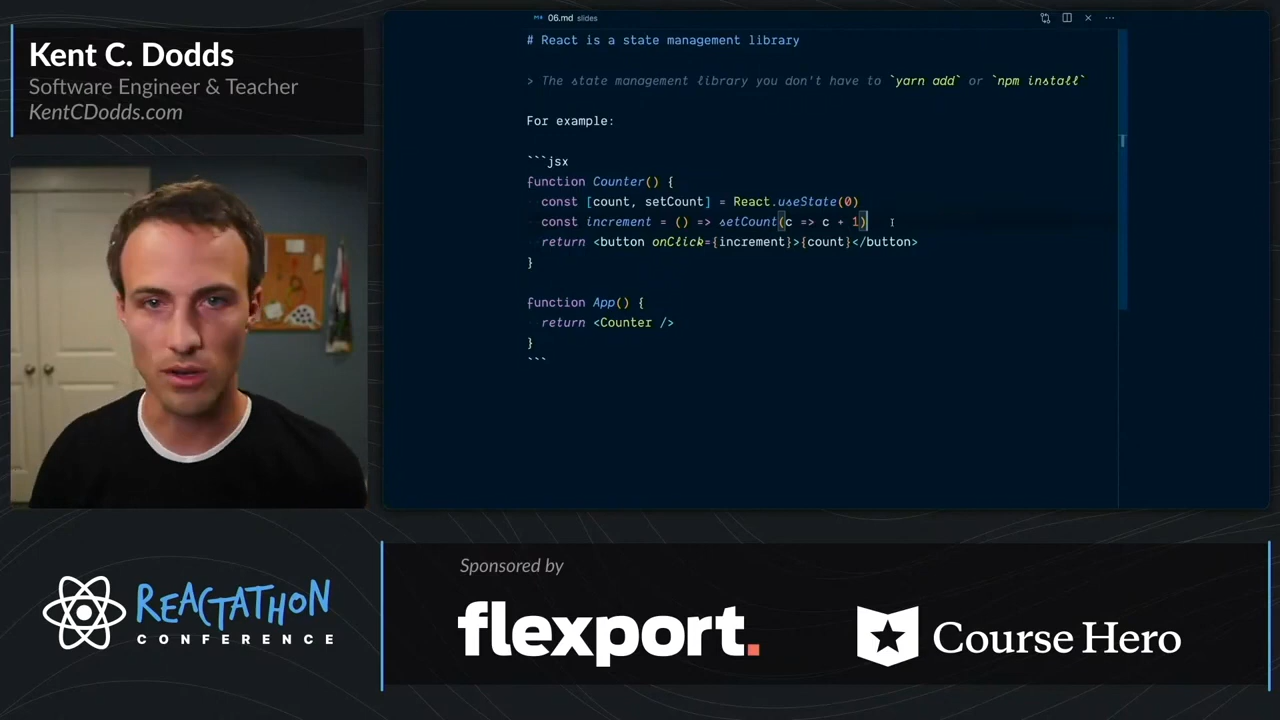 Kent C. Dodds
Software Engineer & Teacher
KentCDodds.com
06.md slides
# React is a state management library
> The state management library you don't have to `yarn add` or `npm install`
For example:
```jsx
function Counter() {
  const [count, setCount] = React.useState(0)
  const increment = () => setCount(c => c + 1)
  return <button onClick={increment}>{count}</button>
}
function App() {
  return <Counter />
}
```
REACTATHON
CONFERENCE
Sponsored by
flexport.
Course Hero